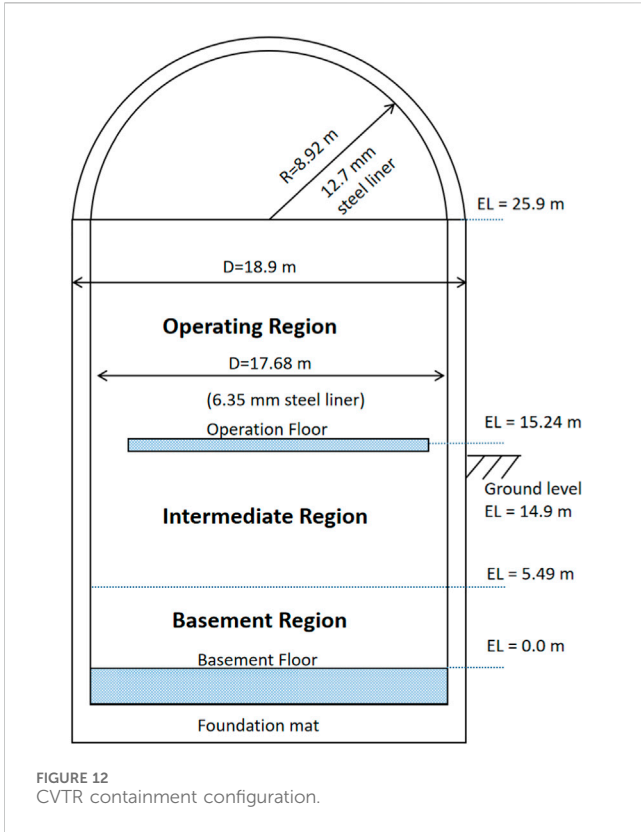 R=8.92 m
12.7 mm
steel liner
EL = 25.9 m
D=18.9 m
Operating Region
D=17.68 m
(6.35 mm steel liner)
Operation Floor
EL = 15.24 m
Ground level
EL = 14.9 m
Intermediate Region
EL = 5.49 m
Basement Region
Basement Floor
EL = 0.0 m
Foundation mat
FIGURE 12
CVTR containment configuration.